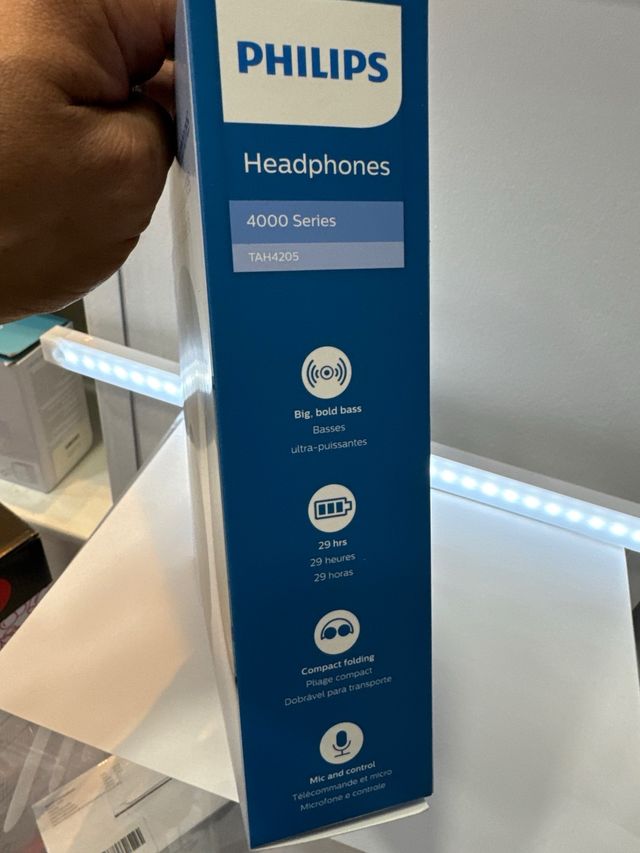 PHILIPS
Headphones
4000 Series
TAH4205
Big, bold bass
Basses
ultra-puissantes
29 hrs
29 heures
29 horas
Compact folding
Pliage compact
Dobrável para transporte
Mic and control
Télécommande et micro
Microfone e controle